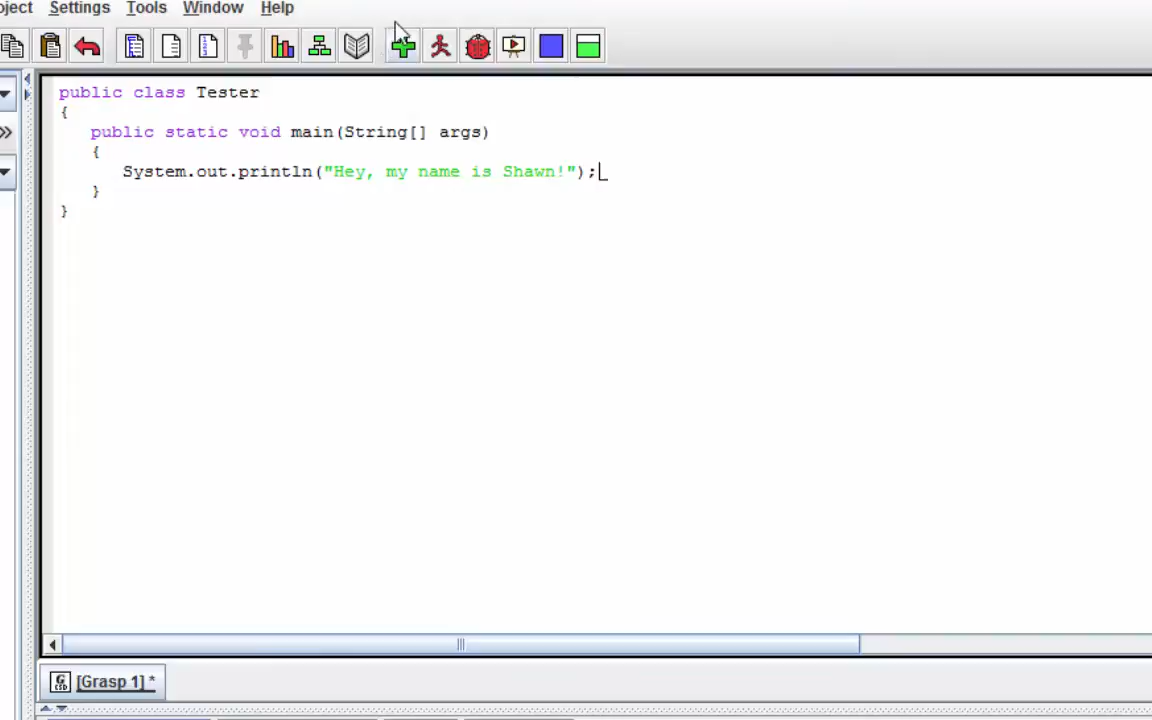 oject Settings Tools Window Help
public class Tester
{
public static void main(String[] args)
{
System.out.println("Hey, my name is Shawn!");
}
}
[Grasp 1] *